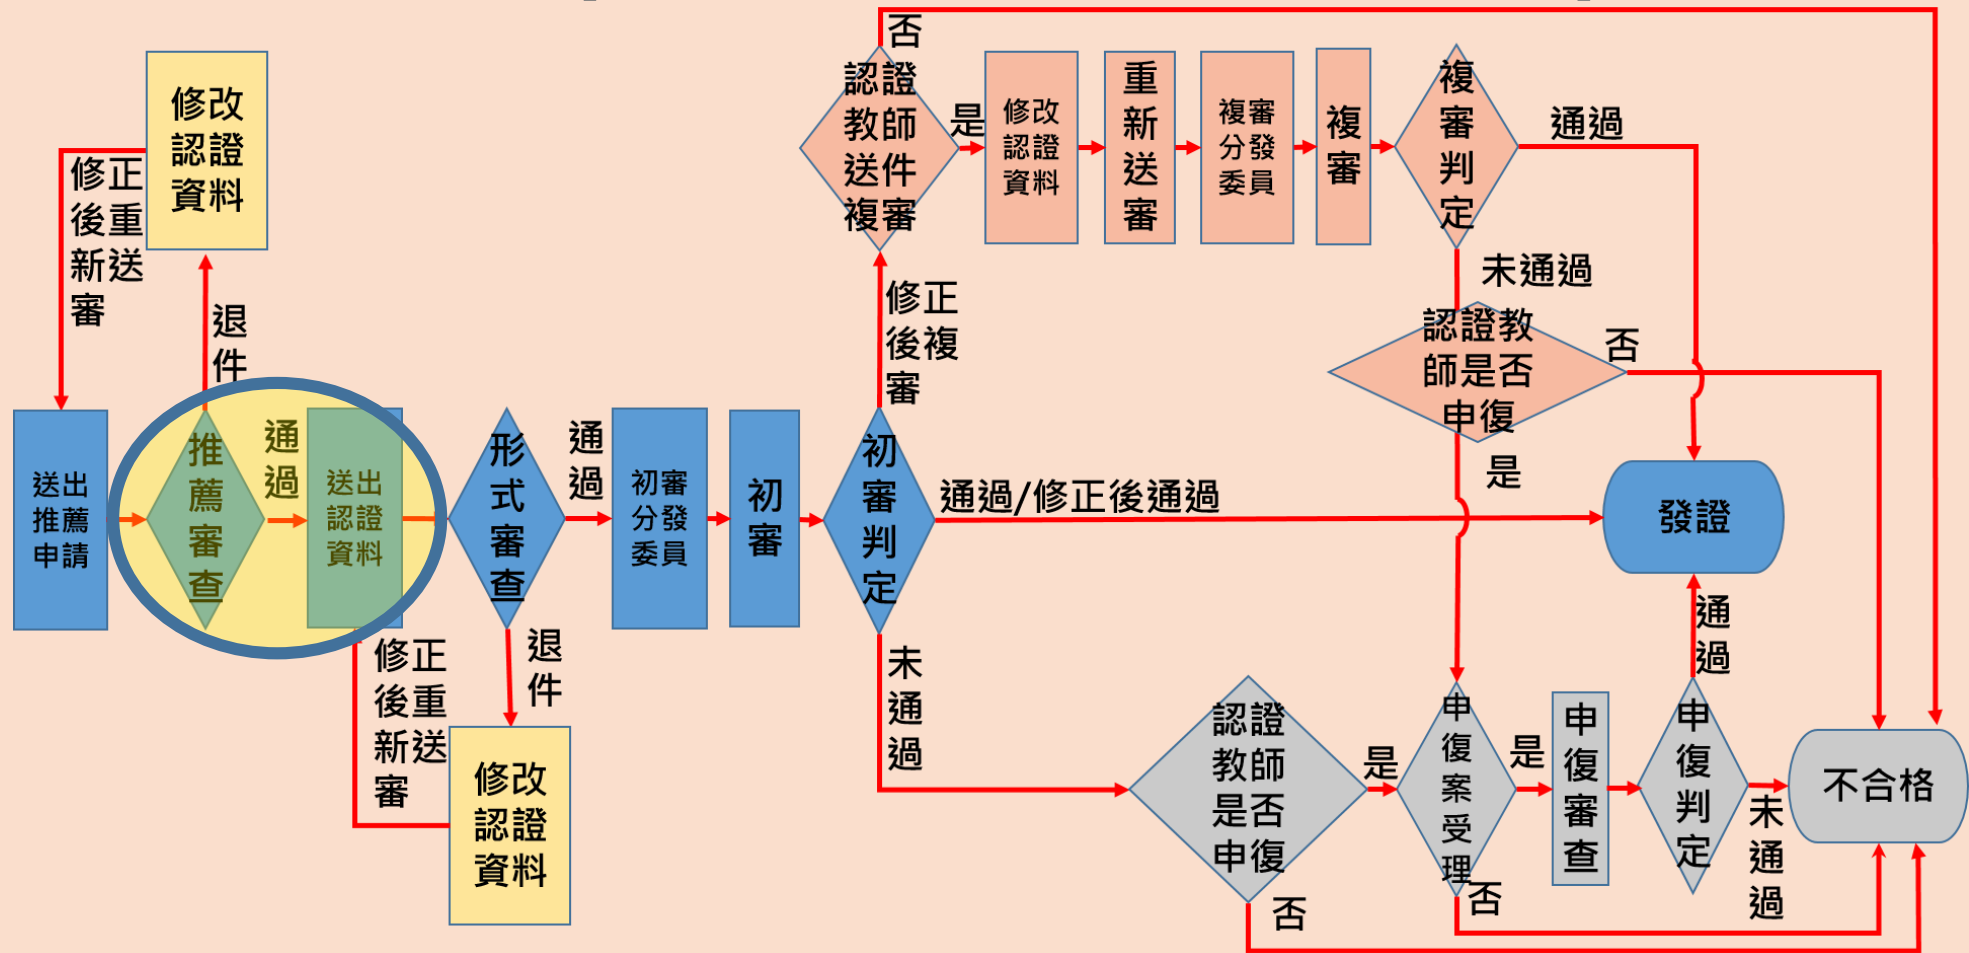 修改
認證
資料
修正
後重
新送
審
退
件
送出
推薦
申請
推
薦
審
查
通
過
送出
認證
資料
修正
後重
新送
審
形
式
審
查
退
件
修改
認證
資料
通
過
初審
分發
委員
初
審
初
審
判
定
修正
後複
審
否
認證
教師
送件
複審
是
修改
認證
資料
重
新
送
審
複審
分發
委員
複
審
複
審
判
定
通過
未通過
認證教
師是否
申復
否
是
通過/修正後通過
發證
未
通
過
認證
教師
是否
申復
是
否
申
復
案
受
理
是
否
申
復
審
查
申
復
判
定
通
過
未
通
過
不合格